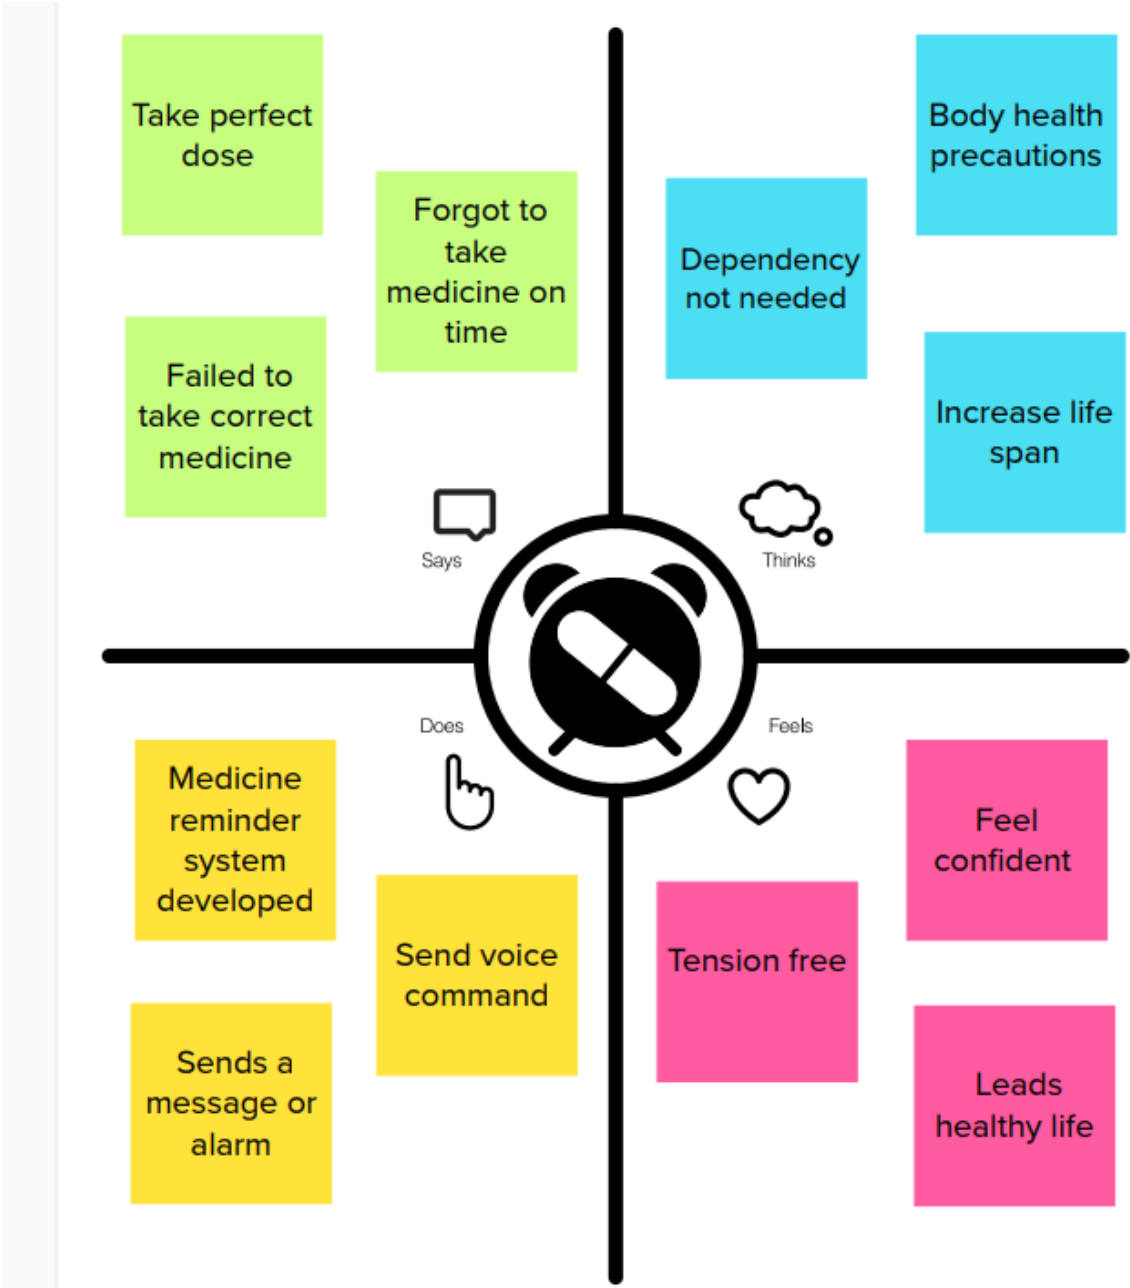 Take perfect
dose
Forgot to
take
medicine on
time
Failed to
take correct
medicine
Says
Body health
precautions
Dependency
not needed
Increase life
span
Thinks
Does
Medicine
reminder
system
developed
Send voice
command
Sends a
message or
alarm
Feels
Feel
confident
Tension free
Leads
healthy life